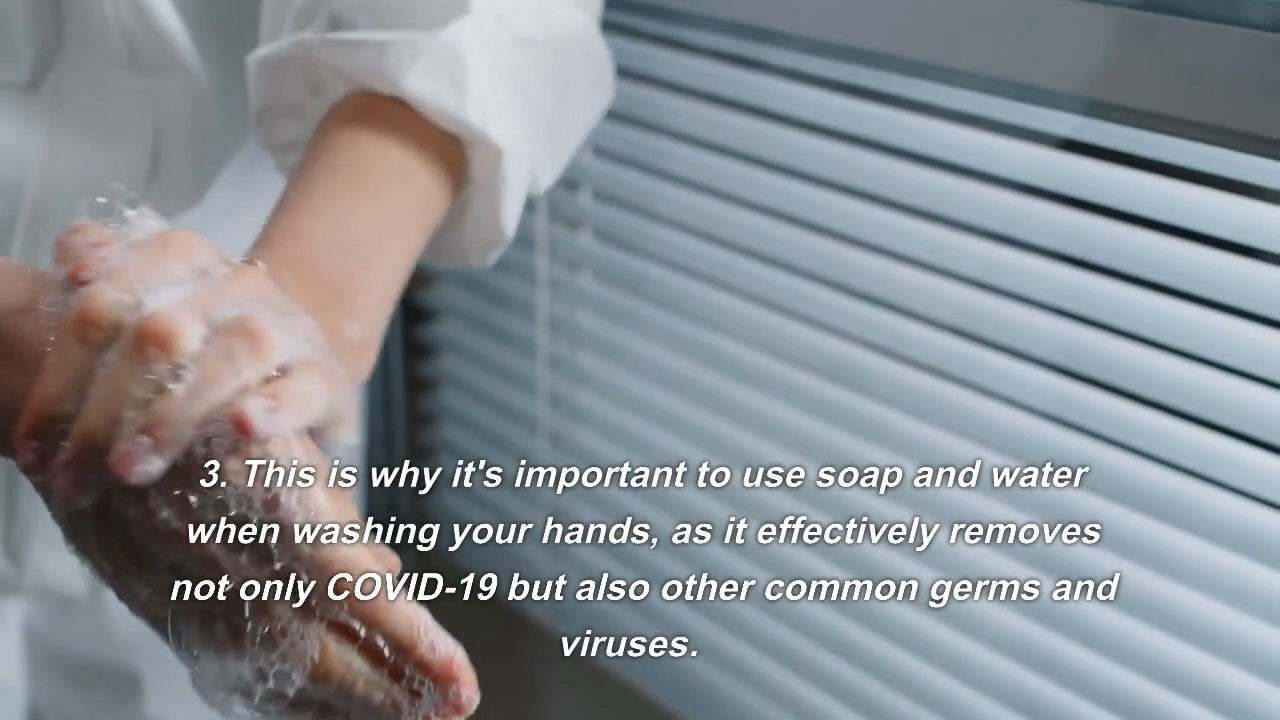 3. This is why it's important to use soap and water
when washing your hands, as it effectively removes
not only COVID-19 but also other common germs and
viruses.